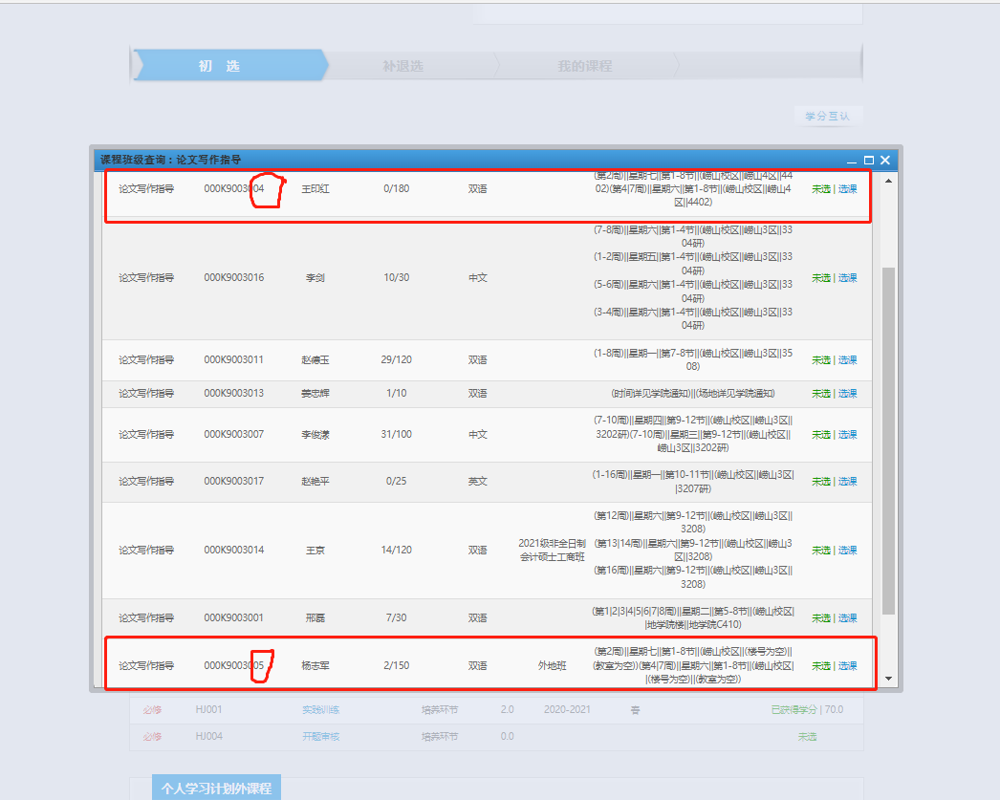 初 选
补退选
我的课程
学分互认
课程班级查询：论文写作指导
论文写作指导 000K9003004 王印红 0/180 双语 (第2周)||星期七||第1-8节||(崂山校区||崂山4区||44
02)(第4|7周)||星期六||第1-8节||(崂山校区||崂山4
区||4402) 未选 | 选课
论文写作指导 000K9003016 李剑 10/30 中文 (7-8周)||星期六||第1-4节||(崂山校区||崂山3区||33
04研)
(1-2周)||星期五||第1-4节||(崂山校区||崂山3区||33
04研)
(5-6周)||星期六||第1-4节||(崂山校区||崂山3区||33
04研)
(3-4周)||星期六||第1-4节||(崂山校区||崂山3区||33
04研) 未选 | 选课
论文写作指导 000K9003011 赵德玉 29/120 双语 (1-8周)||星期一||第7-8节||(崂山校区||崂山3区||35
08) 未选 | 选课
论文写作指导 000K9003013 姜忠辉 1/10 双语 (时间详见学院通知)||(场地详见学院通知) 未选 | 选课
论文写作指导 000K9003007 李俊漾 31/100 中文 (7-10周)||星期四||第9-12节||(崂山校区||崂山3区||
3202研)(7-10周)||星期三||第9-12节||(崂山校区||
崂山3区||3202研) 未选 | 选课
论文写作指导 000K9003017 赵艳平 0/25 英文 (1-16周)||星期一||第10-11节||(崂山校区||崂山3区|
|3207研) 未选 | 选课
论文写作指导 000K9003014 王京 14/120 双语 2021级非全日制
会计硕士工商班 (第12周)||星期六||第9-12节||(崂山校区||崂山3区||
3208)
(第13|14周)||星期六||第9-12节||(崂山校区||崂山3
区||3208)
(第16周)||星期六||第9-12节||(崂山校区||崂山3区||
3208) 未选 | 选课
论文写作指导 000K9003001 邢磊 7/30 双语 (第1|2|3|4|5|6|7|8周)||星期二||第5-8节||(崂山校区|
|地学院楼||地学院C410) 未选 | 选课
论文写作指导 000K9003005 杨志军 2/150 双语 外地班 (第2周)||星期七||第1-8节||(崂山校区||(楼号为空)||
(教室为空))(第4|7周)||星期六||第1-8节||(崂山校区|
|(楼号为空)||(教室为空)) 未选 | 选课
必修 HJ001 实践训练 培养环节 2.0 2020-2021 春 已获得学分 | 70.0
必修 HJ004 开题审核 培养环节 0.0 未选
个人学习计划外课程